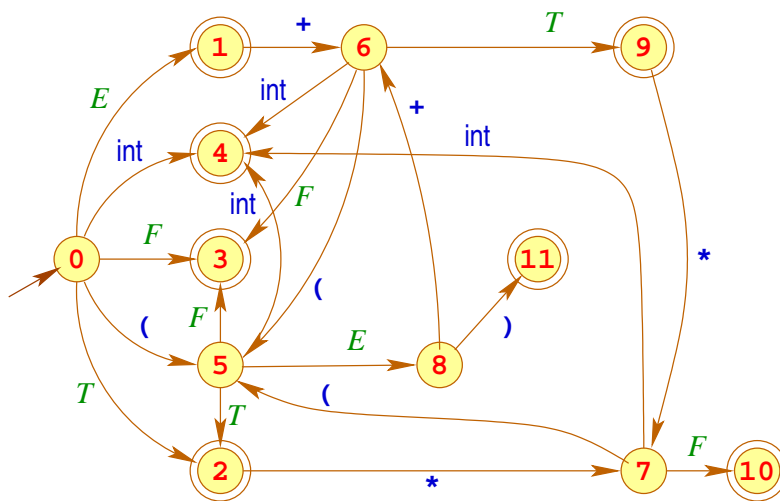 1 + 6 T 9
E int +
int 4 int
int F
0 F 3 11 *
( F ( )
5 E 8
T T (
2 * 7 F 10